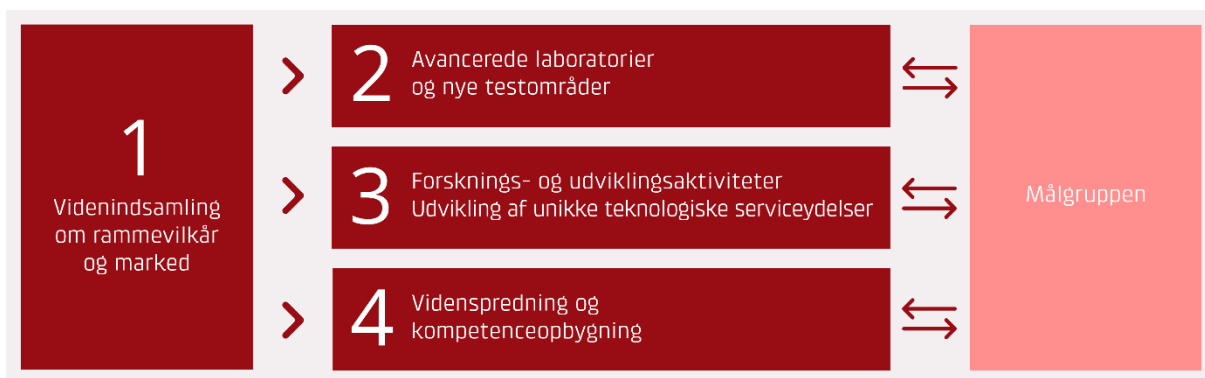 1
Videnindsamling
om rammevilkår
og marked
2
Avancerede laboratorier
og nye testområder
3
Forsknings- og udviklingsaktiviteter
Udvikling af unikke teknologiske serviceydelser
4
Videnspredning og
kompetenceopbygning
Målgruppen